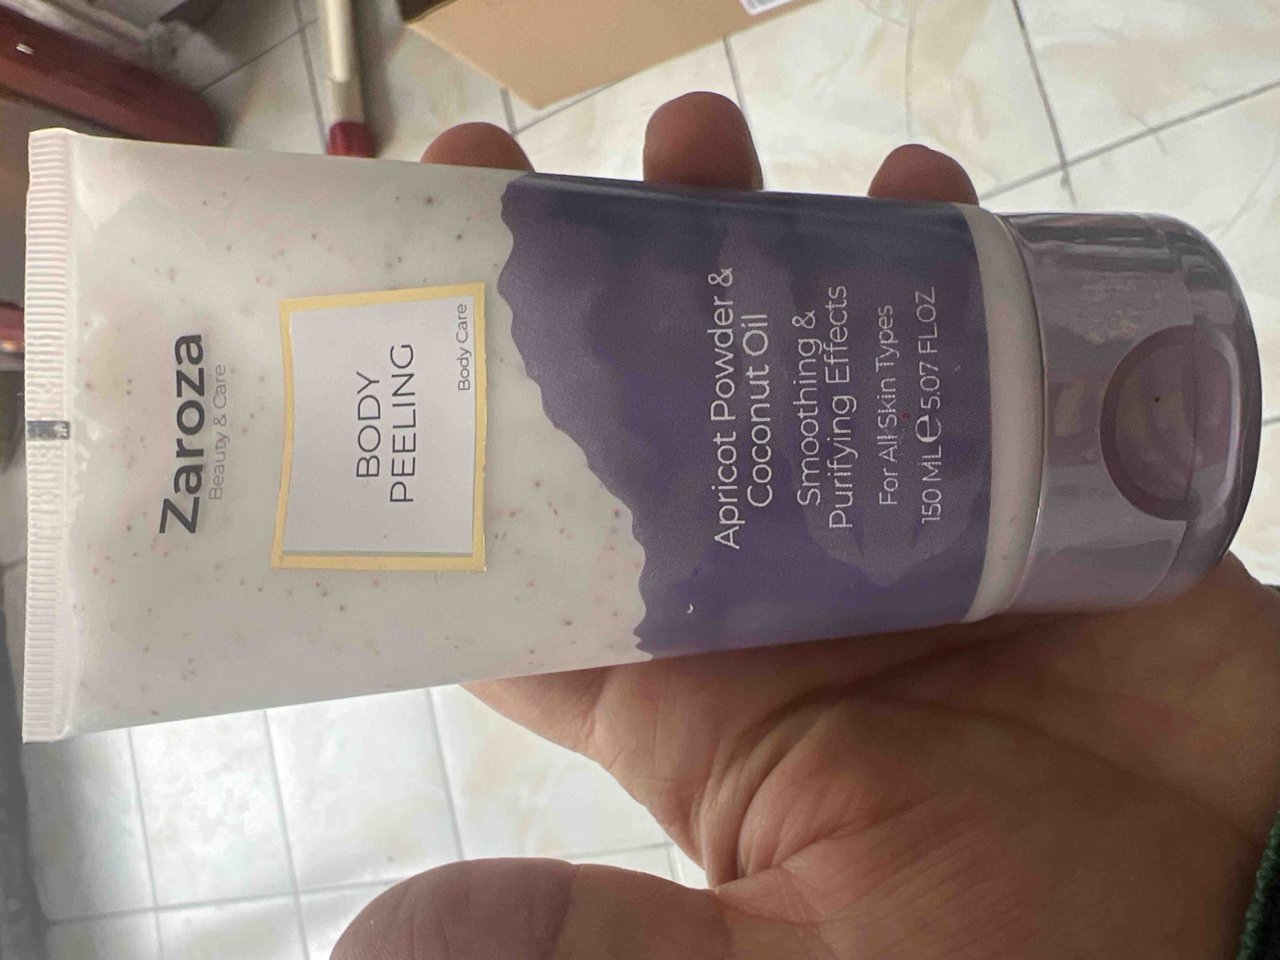 Zaroza
Beauty & Care
BODY
PEELING
Body Care
Apricot Powder &
Coconut Oil
Smoothing &
Purifying Effects
For All Skin Types
150 ML e 5.07 FL.OZ